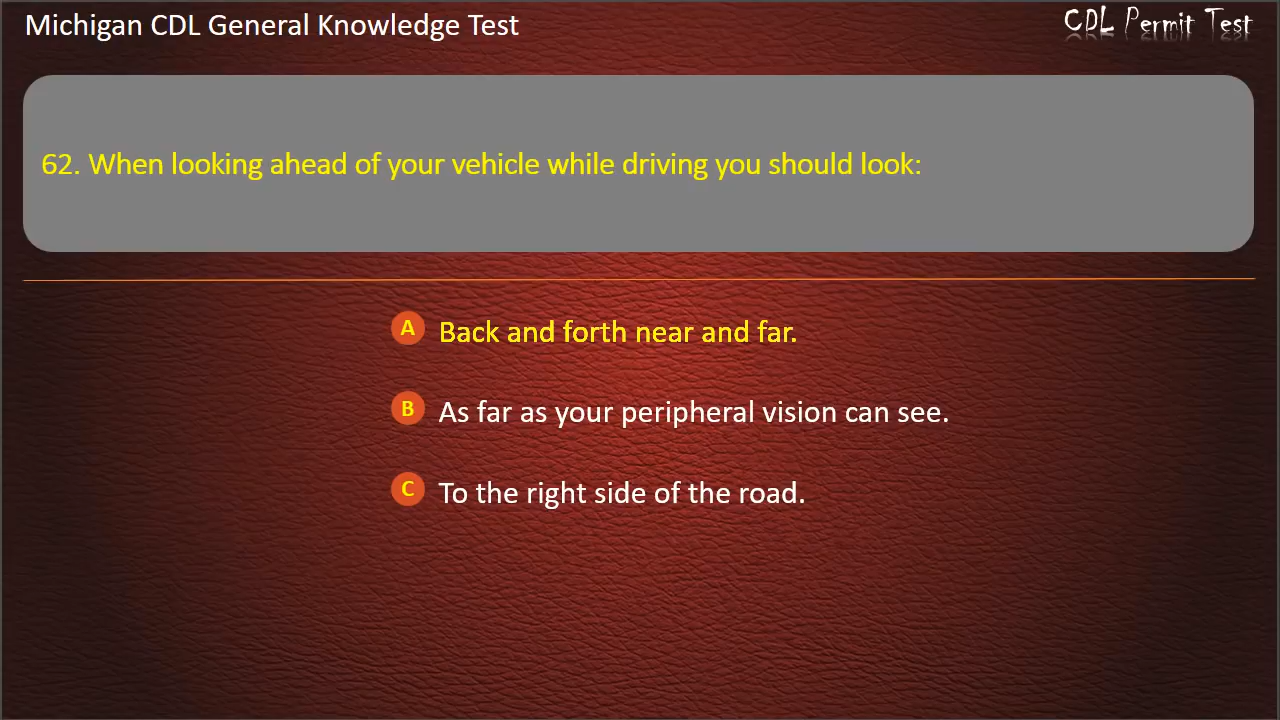 Michigan CDL General Knowledge Test
CDL Permit Test
62. When looking ahead of your vehicle while driving you should look:
A Back and forth near and far.
B As far as your peripheral vision can see.
C To the right side of the road.